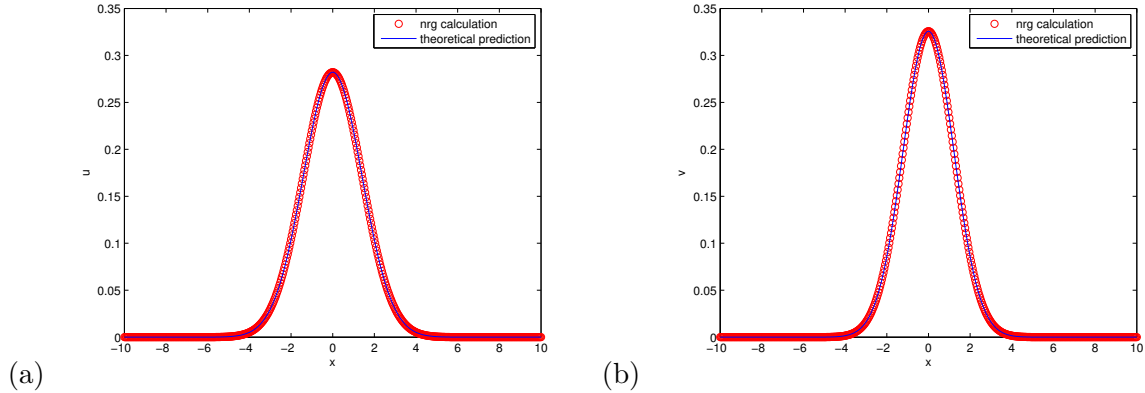 0.35
nrg calculation
theoretical prediction
0.3
0.25
0.2
u
0.15
0.1
0.05
0
−10 −8 −6 −4 −2 0 2 4 6 8 10
x
(a)
0.35
nrg calculation
theoretical prediction
0.3
0.25
0.2
v
0.15
0.1
0.05
0
−10 −8 −6 −4 −2 0 2 4 6 8 10
x
(b)